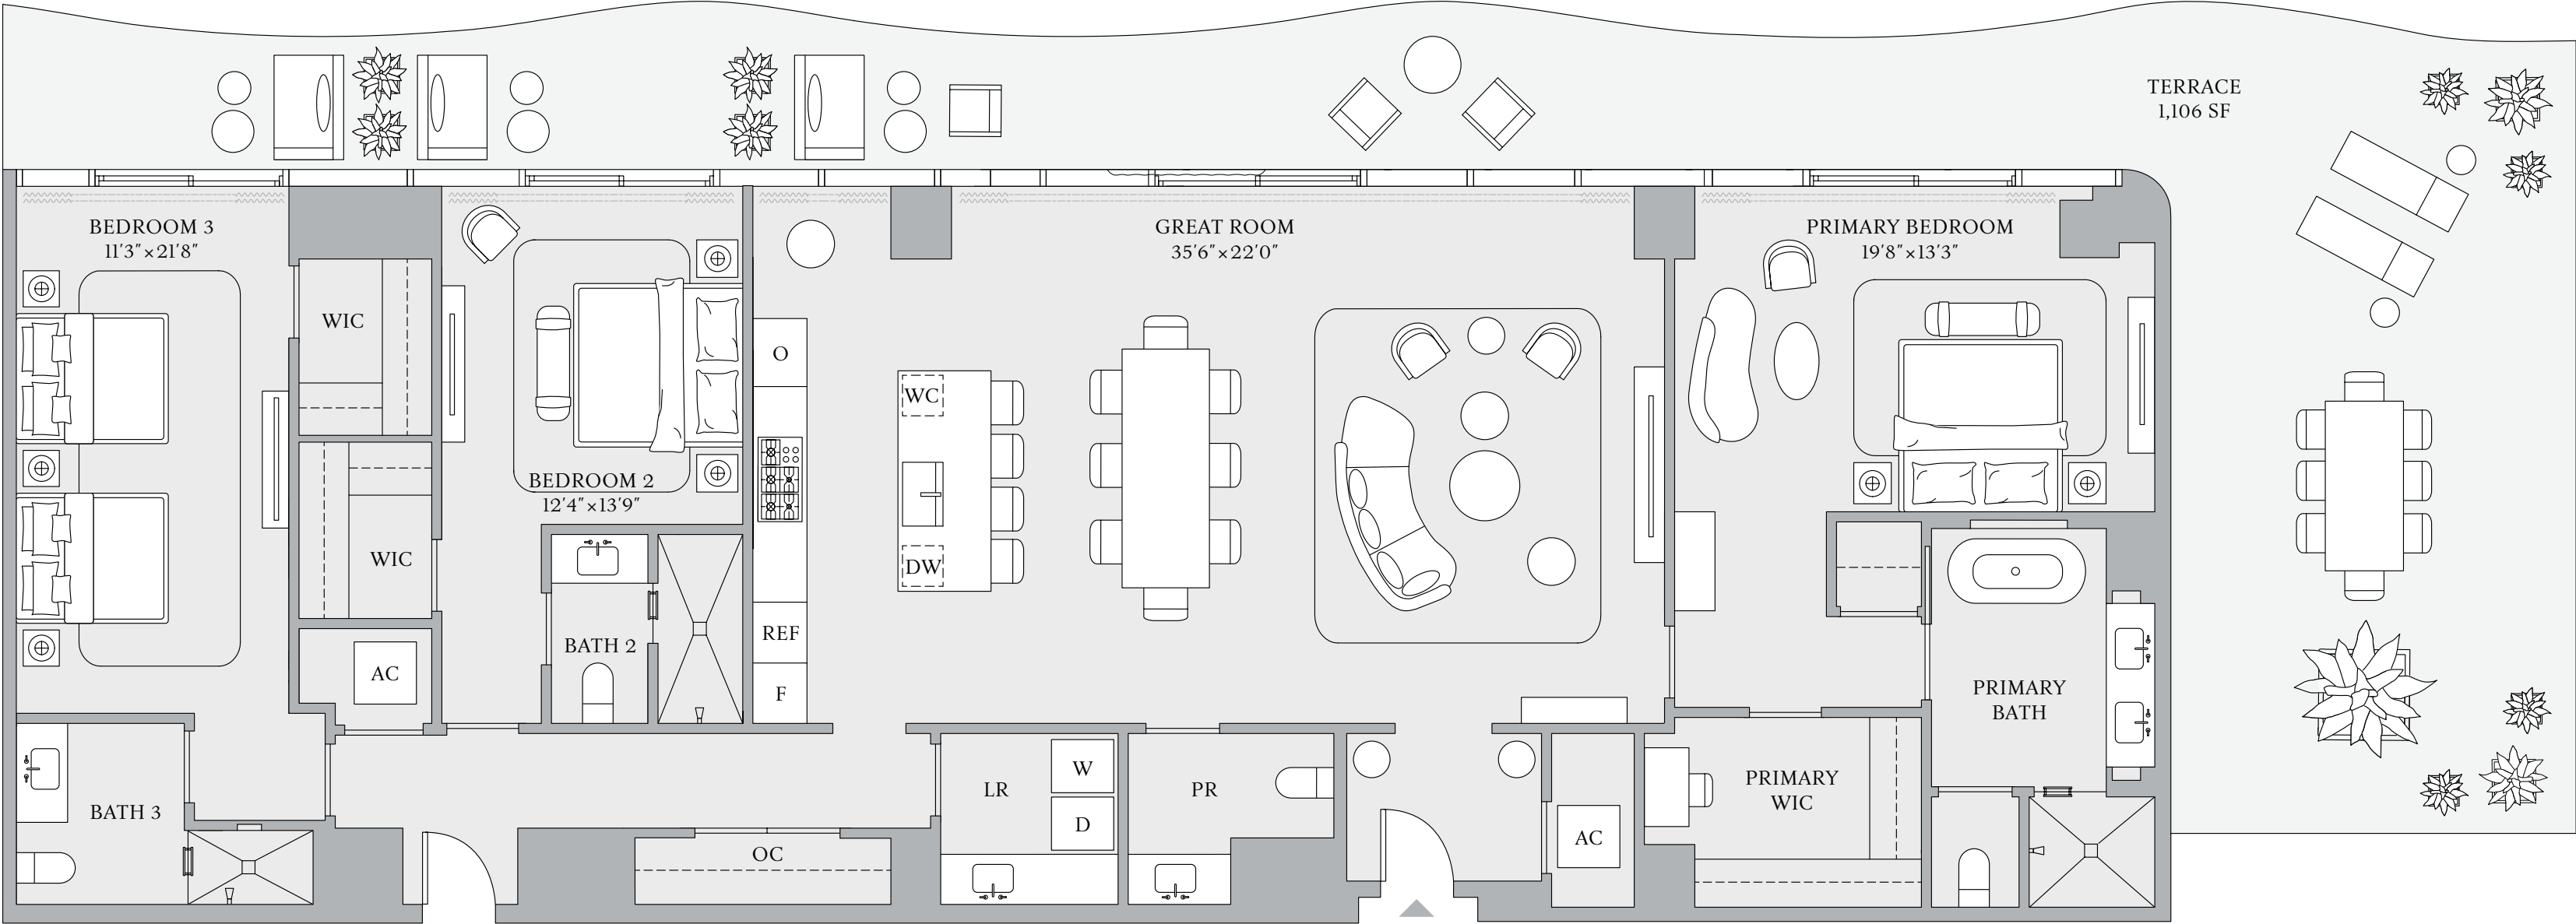 TERRACE
1,106 SF
BEDROOM 3
11'3"×21'8"
GREAT ROOM
35'6"×22'0"
PRIMARY BEDROOM
19'8"×13'3"
WIC
O
WC
BEDROOM 2
12'4"×13'9"
WIC
DW
BATH 2
REF
AC
F
PRIMARY
BATH
BATH 3
LR
W
D
PR
PRIMARY
WIC
OC
AC